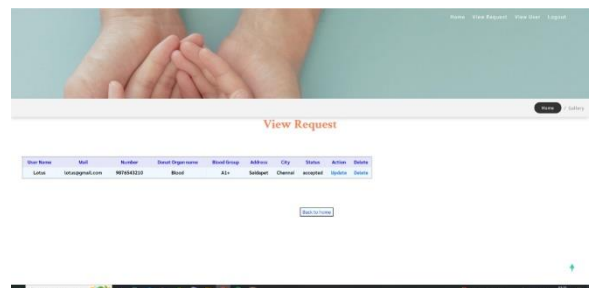 Home View Request View User Logout
Home / Gallery
View Request
User Name Mail Number Donat Organ name Blood Group Address City Status Action Delete
Lotus lotus@gmail.com 9876543210 Blood A1+ Saidapet Chennai accepted Update Delete
Back to home